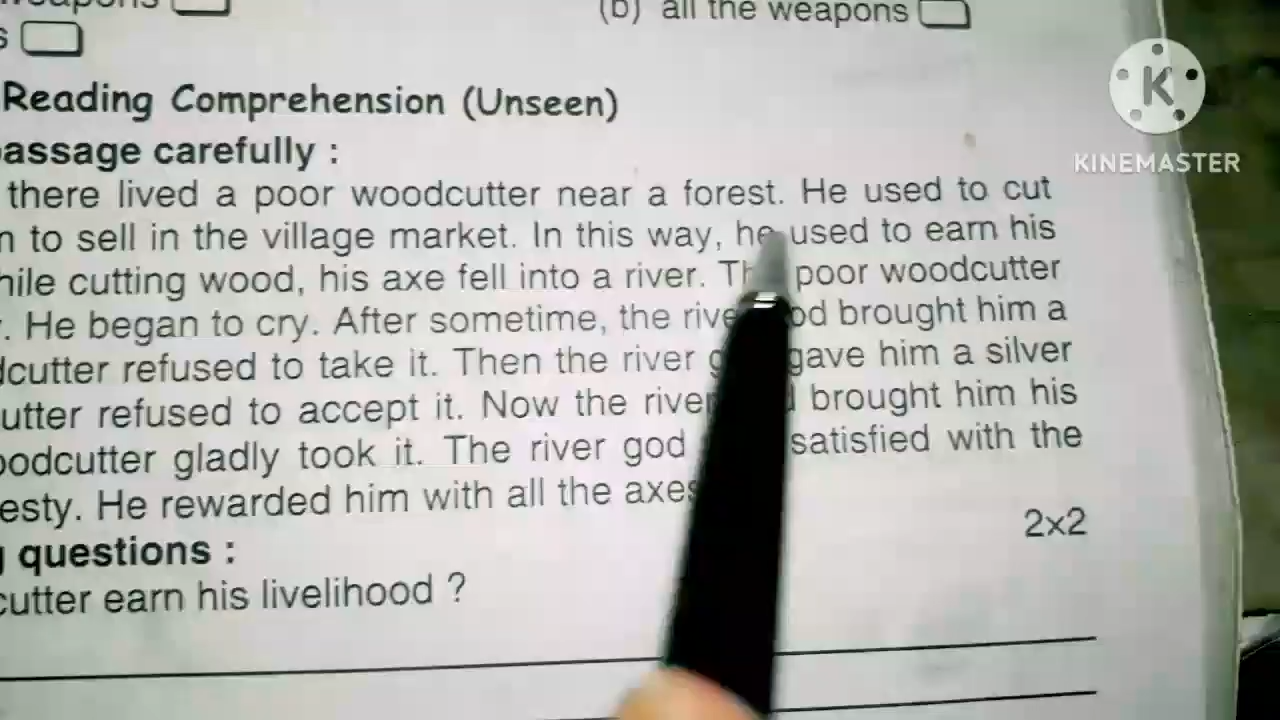 (b) all the weapons
Reading Comprehension (Unseen)
passage carefully :
there lived a poor woodcutter near a forest. He used to cut
to sell in the village market. In this way, he used to earn his
while cutting wood, his axe fell into a river. The poor woodcutter
. He began to cry. After sometime, the river god brought him a
dcutter refused to take it. Then the river gave him a silver
utter refused to accept it. Now the river brought him his
oodcutter gladly took it. The river god satisfied with the
esty. He rewarded him with all the axes
2x2
g questions :
cutter earn his livelihood ?
K
KINEMASTER